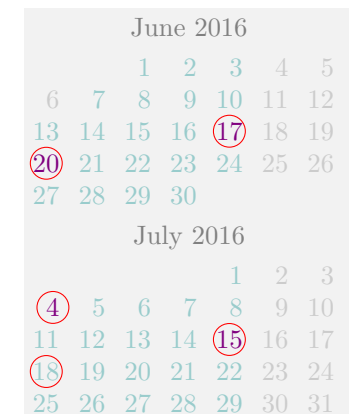 June 2016
1 2 3 4 5
6 7 8 9 10 11 12
13 14 15 16 17 18 19
20 21 22 23 24 25 26
27 28 29 30
July 2016
1 2 3
4 5 6 7 8 9 10
11 12 13 14 15 16 17
18 19 20 21 22 23 24
25 26 27 28 29 30 31